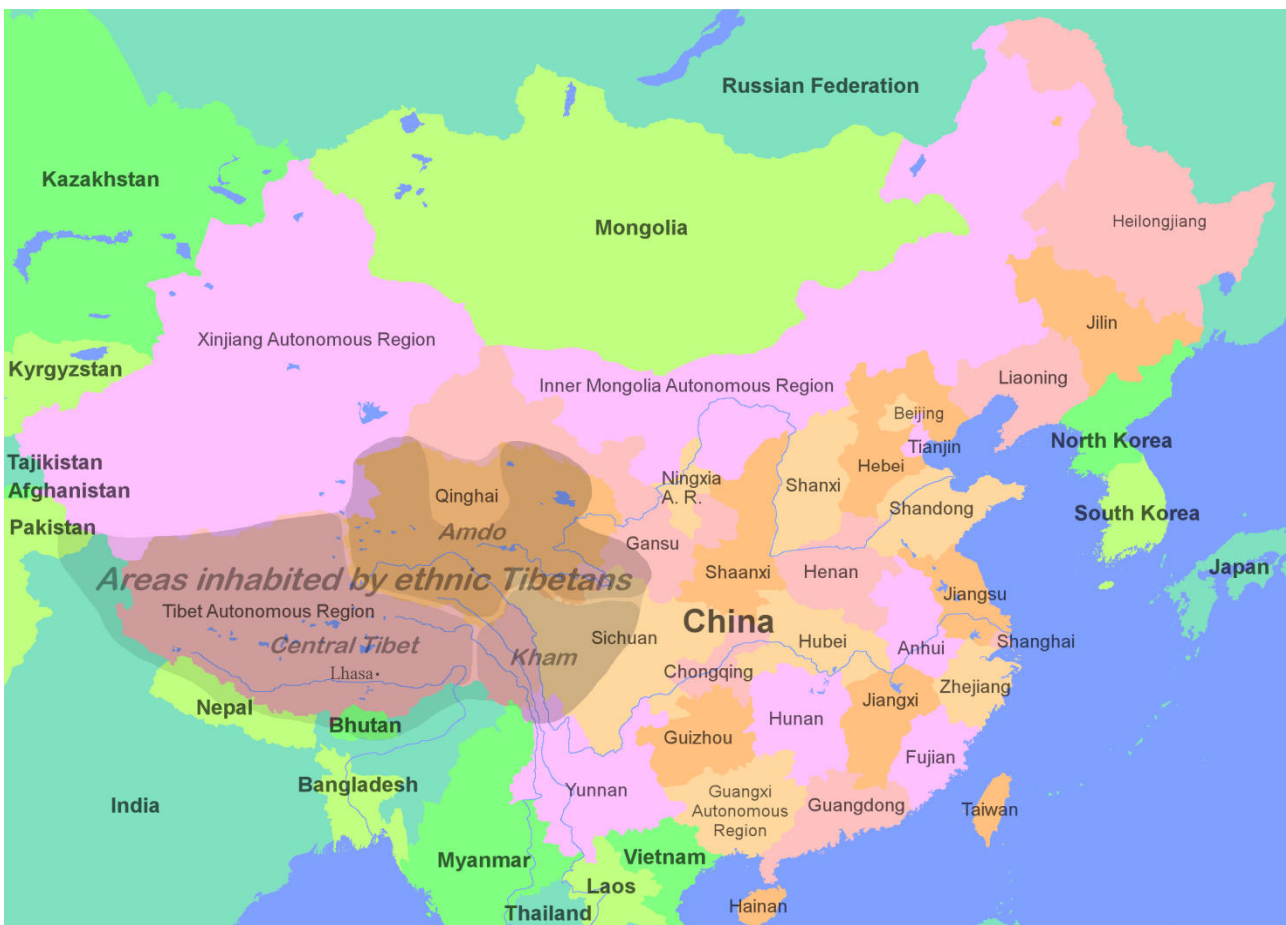 Russian Federation
Kazakhstan
Mongolia
Heilongjiang
Jilin
Xinjiang Autonomous Region
Kyrgyzstan
Inner Mongolia Autonomous Region
Liaoning
Beijing
North Korea
Tianjin
Tajikistan
Hebei
Ningxia
A. R.
Shanxi
Afghanistan
Qinghai
Shandong
South Korea
Pakistan
Amdo
Gansu
Henan
Japan
Shaanxi
Areas inhabited by ethnic Tibetans
Jiangsu
Tibet Autonomous Region
China
Sichuan
Hubei
Shanghai
Central Tibet
Anhui
Kham
Lhasa
Chongqing
Zhejiang
Nepal
Jiangxi
Hunan
Bhutan
Guizhou
Fujian
Bangladesh
Yunnan
Guangxi
Autonomous
Region
India
Guangdong
Taiwan
Myanmar
Vietnam
Laos
Hainan
Thailand